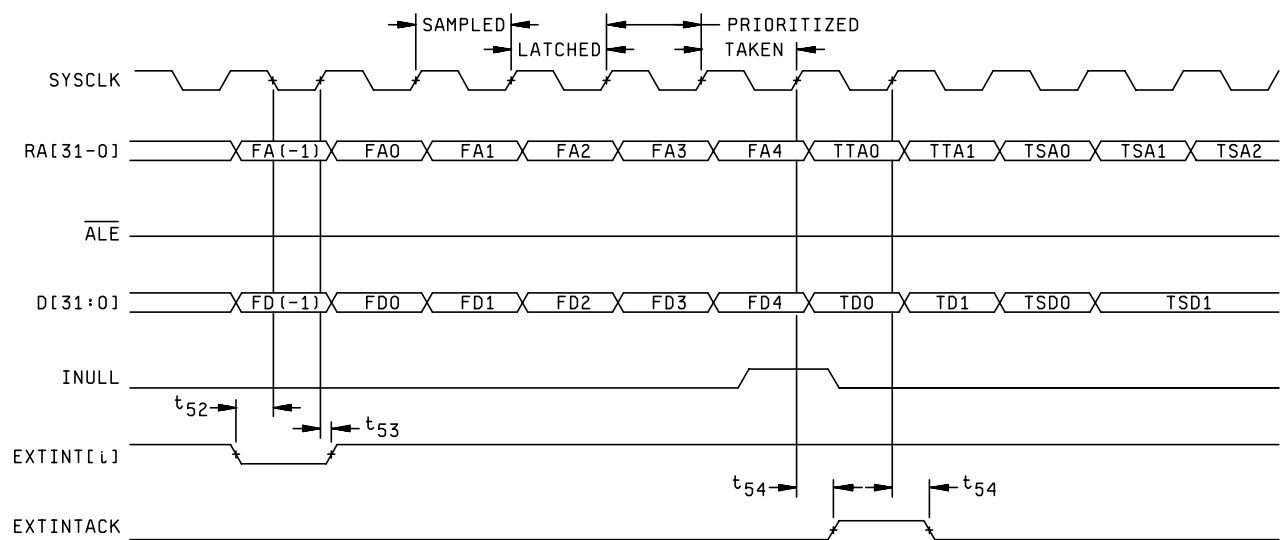 SAMPLED PRIORITIZED
LATCHED TAKEN
SYSCLK
RA[31-0] FA(-1) FA0 FA1 FA2 FA3 FA4 TTA0 TTA1 TSA0 TSA1 TSA2
ALE
D[31:0] FD(-1) FD0 FD1 FD2 FD3 FD4 TD0 TD1 TSD0 TSD1
INULL
t52 t53
EXTINT[i]
t54 t54
EXTINTACK